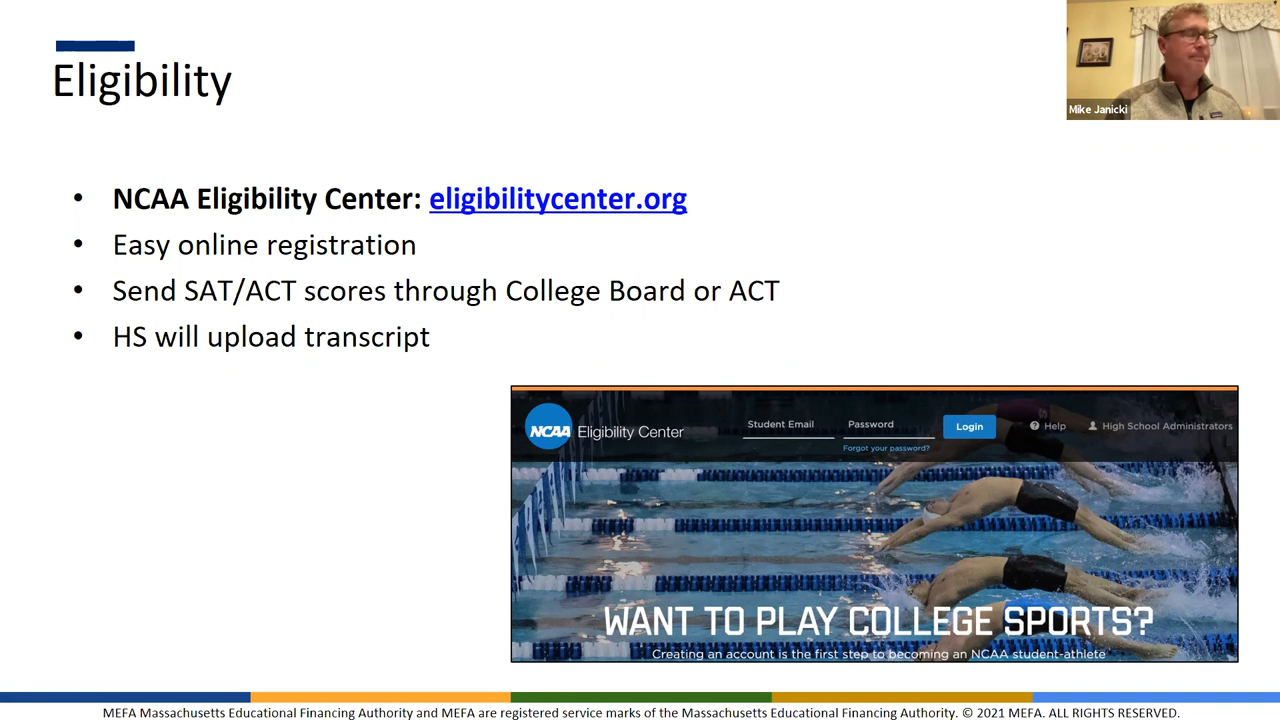 Eligibility
Mike Janicki
• NCAA Eligibility Center: eligibilitycenter.org
• Easy online registration
• Send SAT/ACT scores through College Board or ACT
• HS will upload transcript
NCAA Eligibility Center Student Email Password Login Help High School Administrators
Forgot your password?
WANT TO PLAY COLLEGE SPORTS?
Creating an account is the first step to becoming an NCAA student-athlete
MEFA Massachusetts Educational Financing Authority and MEFA are registered service marks of the Massachusetts Educational Financing Authority. © 2021 MEFA. ALL RIGHTS RESERVED.